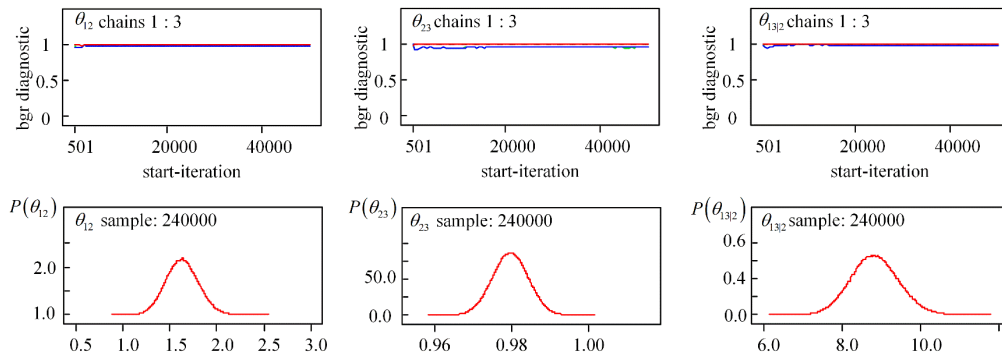 θ₁₂ chains 1 : 3
bgr diagnostic
1
0.5
0
501 20000 40000
start-iteration
θ₂₃ chains 1 : 3
bgr diagnostic
1
0.5
0
501 20000 40000
start-iteration
θ₁₃|₂ chains 1 : 3
bgr diagnostic
1
0.5
0
501 20000 40000
start-iteration
P(θ₁₂)
θ₁₂ sample: 240000
2.0
1.0
0.5 1.0 1.5 2.0 2.5 3.0
P(θ₂₃)
θ₂₃ sample: 240000
50.0
0.0
0.96 0.98 1.00
P(θ₁₃|₂)
θ₁₃|₂ sample: 240000
0.6
0.4
0.0
6.0 8.0 10.0